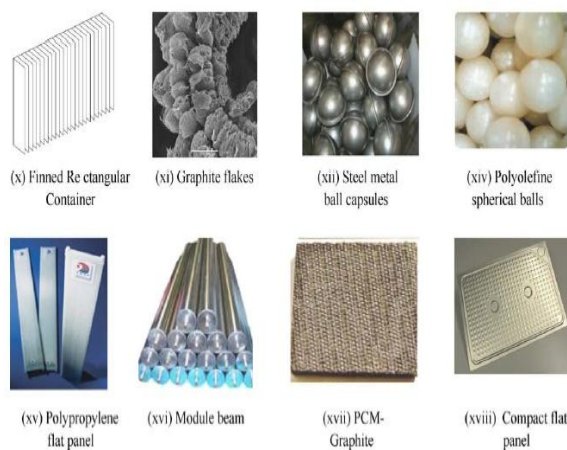 (x) Finned Re ctangular
Container
(xi) Graphite flakes
(xii) Steel metal
ball capsules
(xiv) Polyolefine
spherical balls
(xv) Polypropylene
flat panel
(xvi) Module beam
(xvii) PCM-
Graphite
(xviii) Compact flat
panel